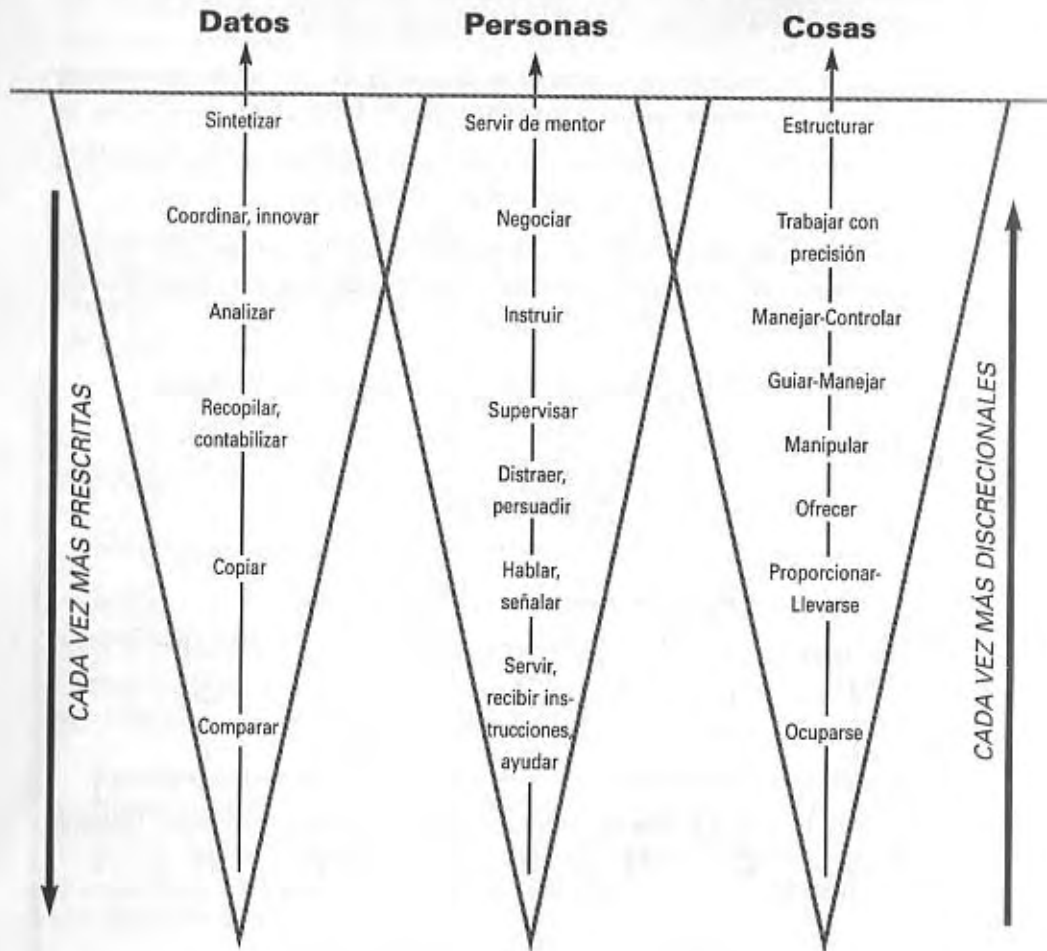 Datos
Sintetizar
Coordinar, innovar
Analizar
Recopilar,
contabilizar
Copiar
Comparar
Personas
Servir de mentor
Negociar
Instruir
Supervisar
Distraer,
persuadir
Hablar,
señalar
Servir,
recibir ins-
trucciones,
ayudar
Cosas
Estructurar
Trabajar con
precisión
Manejar-Controlar
Guiar-Manejar
Manipular
Ofrecer
Proporcionar-
Llevarse
Ocuparse
CADA VEZ MÁS PRESCRITAS
CADA VEZ MÁS DISCRECIONALES